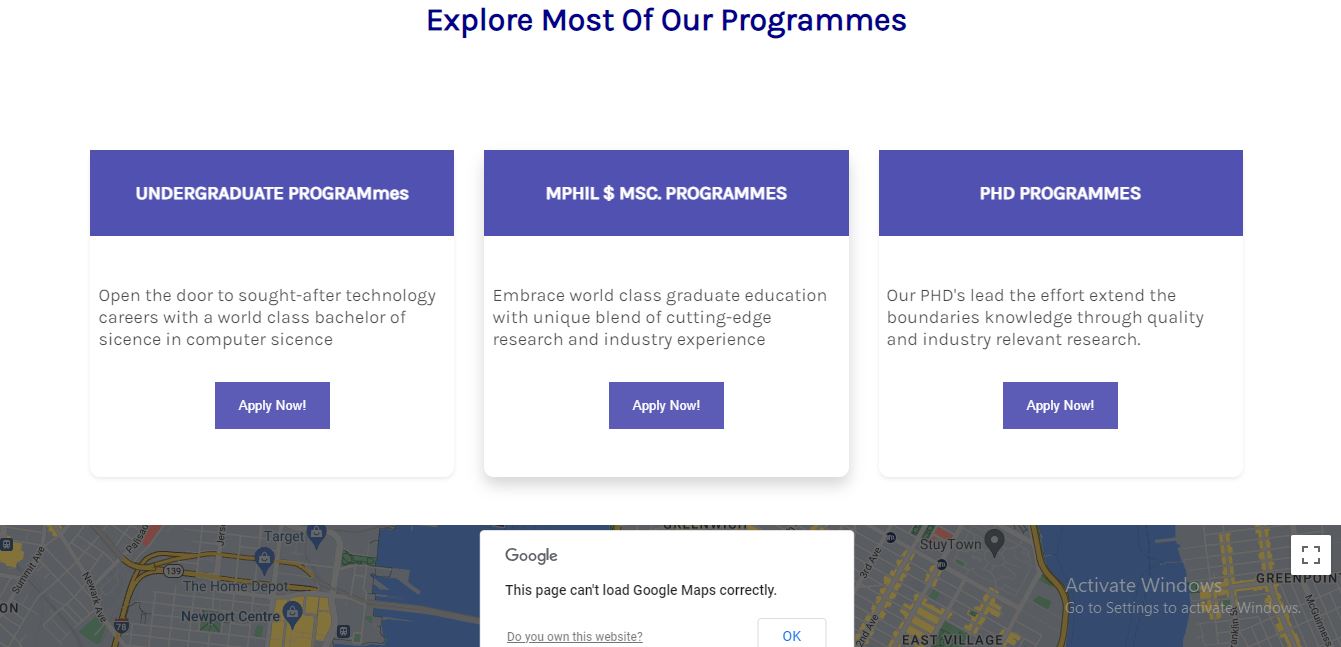 Explore Most Of Our Programmes
UNDERGRADUATE PROGRAMmes
MPHIL $ MSC. PROGRAMMES
PHD PROGRAMMES
Open the door to sought-after technology
careers with a world class bachelor of
sicence in computer sicence
Embrace world class graduate education
with unique blend of cutting-edge
research and industry experience
Our PHD's lead the effort extend the
boundaries knowledge through quality
and industry relevant research.
Apply Now!
Apply Now!
Apply Now!
Summit Ave
Newark Ave
ON
139
78
Target
The Home Depot
Newport Centre
GREENWICH
Google
This page can't load Google Maps correctly.
Do you own this website?
OK
3rd Ave
2nd Ave
StuyTown
EAST VILLAGE
GREENPOINT
McGuinness
Activate Windows
Go to Settings to activate Windows.